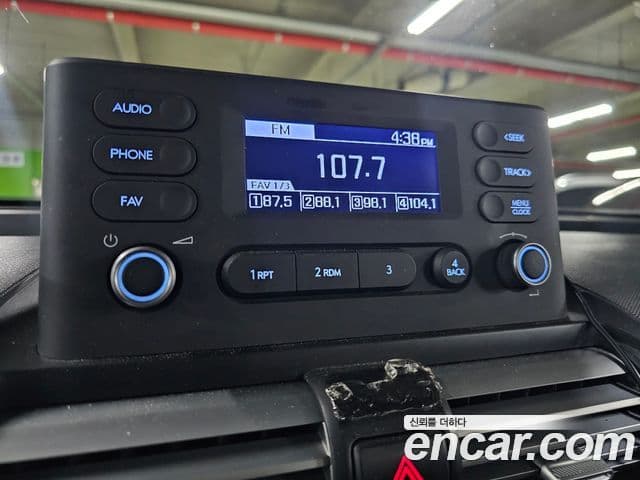 AUDIO
PHONE
FAV
FM
4:38PM
107.7
FAV 1/3
1 87.5 2 88.1 3 98.1 4 104.1
<SEEK
TRACK>
MENU/
CLOCK
1 RPT 2 RDM 3 4 BACK
신뢰를 더하다
encar.com